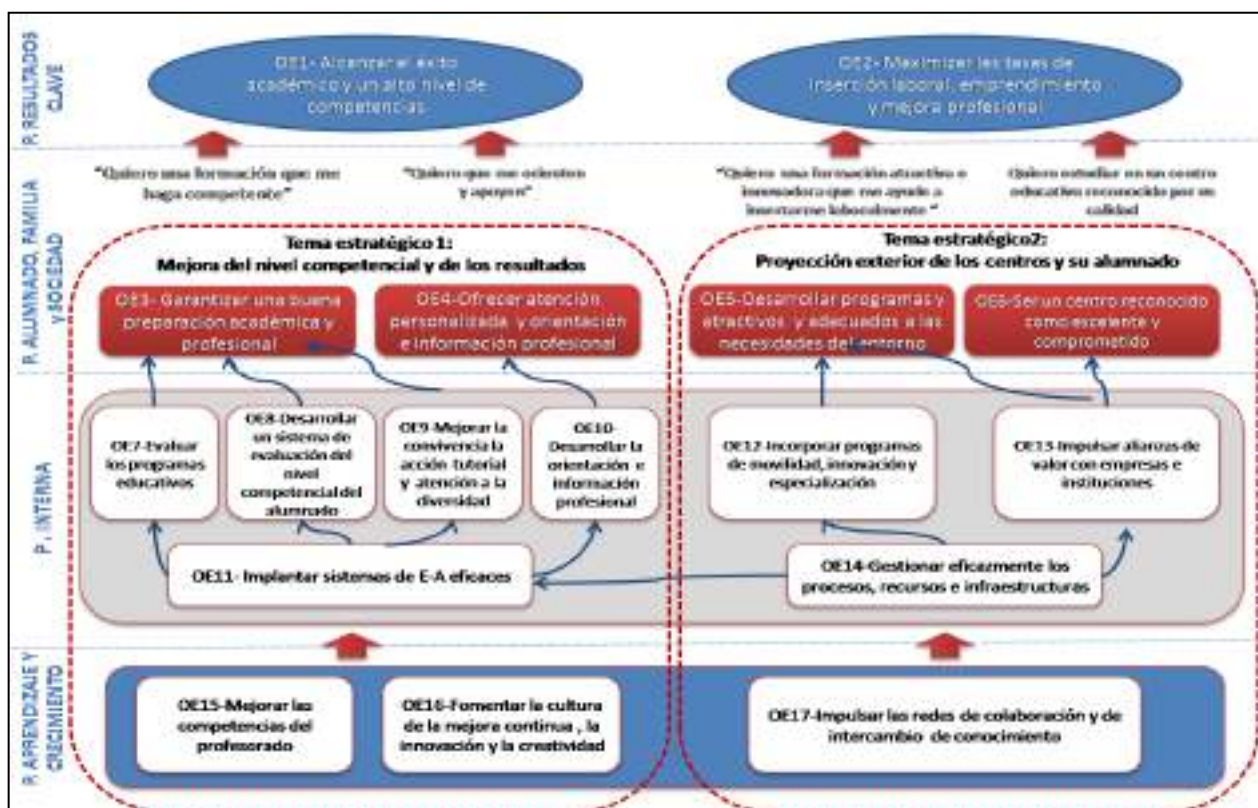 P. RESULTADOS
CLAVE
OE1- Alcanzar el éxito
académico y un alto nivel de
competencias
OE2- Maximizar las tasas de
inserción laboral, emprendimiento
y mejora profesional
P. ALUMNADO, FAMILIA
y SOCIEDAD
"Quiero una formación que me
haga competente"
"Quiero que me orienten
y apoyen"
"Quiero una formación atractiva e
innovadora que me ayude a
insertarme laboralmente "
Quiero estudiar en un centro
educativo reconocido por su
calidad
Tema estratégico 1:
Mejora del nivel competencial y de los resultados
Tema estratégico2:
Proyección exterior de los centros y su alumnado
OE3- Garantizar una buena
preparación académica y
profesional
OE4-Ofrecer atención
personalizada y orientación
e información profesional
OE5-Desarrollar programas y
atractivos y adecuados a las
necesidades del entorno
OE6-Ser un centro reconocido
como excelente y
comprometido
P. INTERNA
OE7-Evaluar
los programas
educativos
OE8-Desarrollar
un sistema de
evaluación del
nivel
competencial del
alumnado
OE9-Mejorar la
convivencia la
acción tutorial
y atención a la
diversidad
OE10-
Desarrollar la
orientación e
información
profesional
OE12-Incorporar programas
de movilidad, innovación y
especialización
OE13-Impulsar alianzas de
valor con empresas e
instituciones
OE11- Implantar sistemas de E-A eficaces
OE14-Gestionar eficazmente los
procesos, recursos e infraestructuras
P. APRENDIZAJE Y
CRECIMIENTO
OE15-Mejorar las
competencias del
profesorado
OE16-Fomentar la cultura
de la mejora continua , la
innovación y la creatividad
OE17-Impulsar las redes de colaboración y de
intercambio de conocimiento